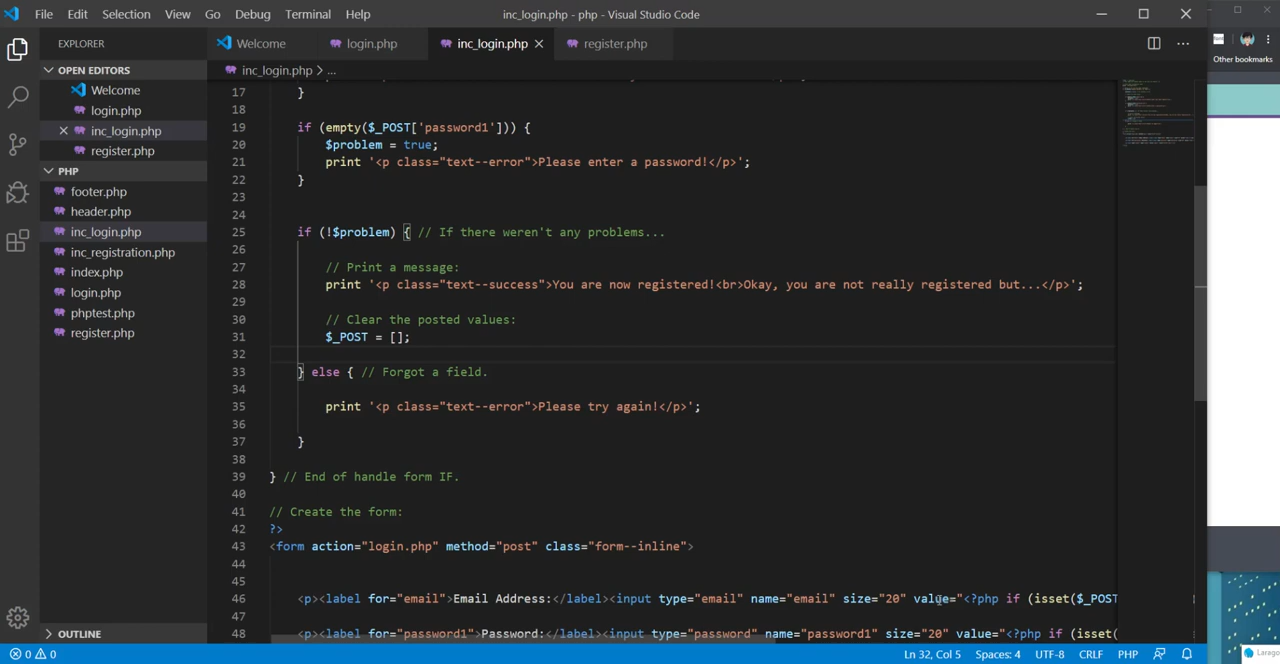 File Edit Selection View Go Debug Terminal Help inc_login.php - php - Visual Studio Code
EXPLORER Welcome login.php inc_login.php register.php
Other bookmarks
OPEN EDITORS inc_login.php > ...
Welcome
login.php
inc_login.php
register.php
PHP
footer.php
header.php
inc_login.php
inc_registration.php
index.php
login.php
phptest.php
register.php
OUTLINE
17 }
18
19 if (empty($_POST['password1'])) {
20 $problem = true;
21 print '<p class="text--error">Please enter a password!</p>';
22 }
23
24
25 if (!$problem) { // If there weren't any problems...
26
27 // Print a message:
28 print '<p class="text--success">You are now registered!<br>Okay, you are not really registered but...</p>';
29
30 // Clear the posted values:
31 $_POST = [];
32
33 } else { // Forgot a field.
34
35 print '<p class="text--error">Please try again!</p>';
36
37 }
38
39 } // End of handle form IF.
40
41 // Create the form:
42 ?>
43 <form action="login.php" method="post" class="form--inline">
44
45
46 <p><label for="email">Email Address:</label><input type="email" name="email" size="20" value="<?php if (isset($_POST
47
48 <p><label for="password1">Password:</label><input type="password" name="password1" size="20" value="<?php if (isset(
0 0 Ln 32, Col 5 Spaces: 4 UTF-8 CRLF PHP
Larago